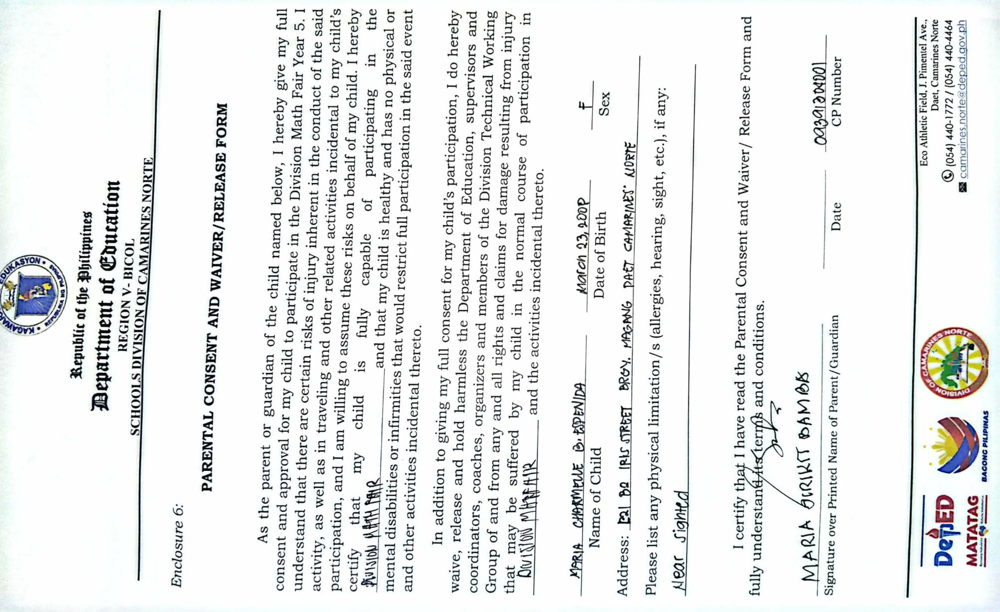 Republic of the Philippines
Department of Education
REGION V- BICOL
SCHOOLS DIVISION OF CAMARINES NORTE
Enclosure 6:
PARENTAL CONSENT AND WAIVER/RELEASE FORM
As the parent or guardian of the child named below, I hereby give my full
consent and approval for my child to participate in the Division Math Fair Year 5. I
understand that there are certain risks of injury inherent in the conduct of the said
activity, as well as in traveling and other related activities incidental to my child's
participation, and I am willing to assume these risks on behalf of my child. I hereby
certify that my child is fully capable of participating in the
DIVISION MATH FAIR and that my child is healthy and has no physical or
mental disabilities or infirmities that would restrict full participation in the said event
and other activities incidental thereto.
In addition to giving my full consent for my child's participation, I do hereby
waive, release and hold harmless the Department of Education, supervisors and
coordinators, coaches, organizers and members of the Division Technical Working
Group of and from any and all rights and claims for damage resulting from injury
that may be suffered by my child in the normal course of participation in
DIVISION MATH FAIR and the activities incidental thereto.
MARIA CHARMELLE B. ESPENIDA March 23, F
Name of Child Date of Birth Sex
Address: B2 IRIS STREET BRGY. MAGANG DAET CAMARINES NORTE
Please list any physical limitation/s (allergies, hearing, sight, etc.), if any:
Near Sighted
I certify that I have read the Parental Consent and Waiver/ Release Form and
fully understand its terms and conditions.
MARIA
Signature over Printed Name of Parent/Guardian Date CP Number
DepED
MATATAG
BAGONG PILIPINAS
DIVISION OF CAMARINES NORTE
Eco Athletic Field, J. Pimentel Ave.,
Daet, Camarines Norte
(054) 440-1772 / (054) 440-4464
camarines.norte@deped.gov.ph